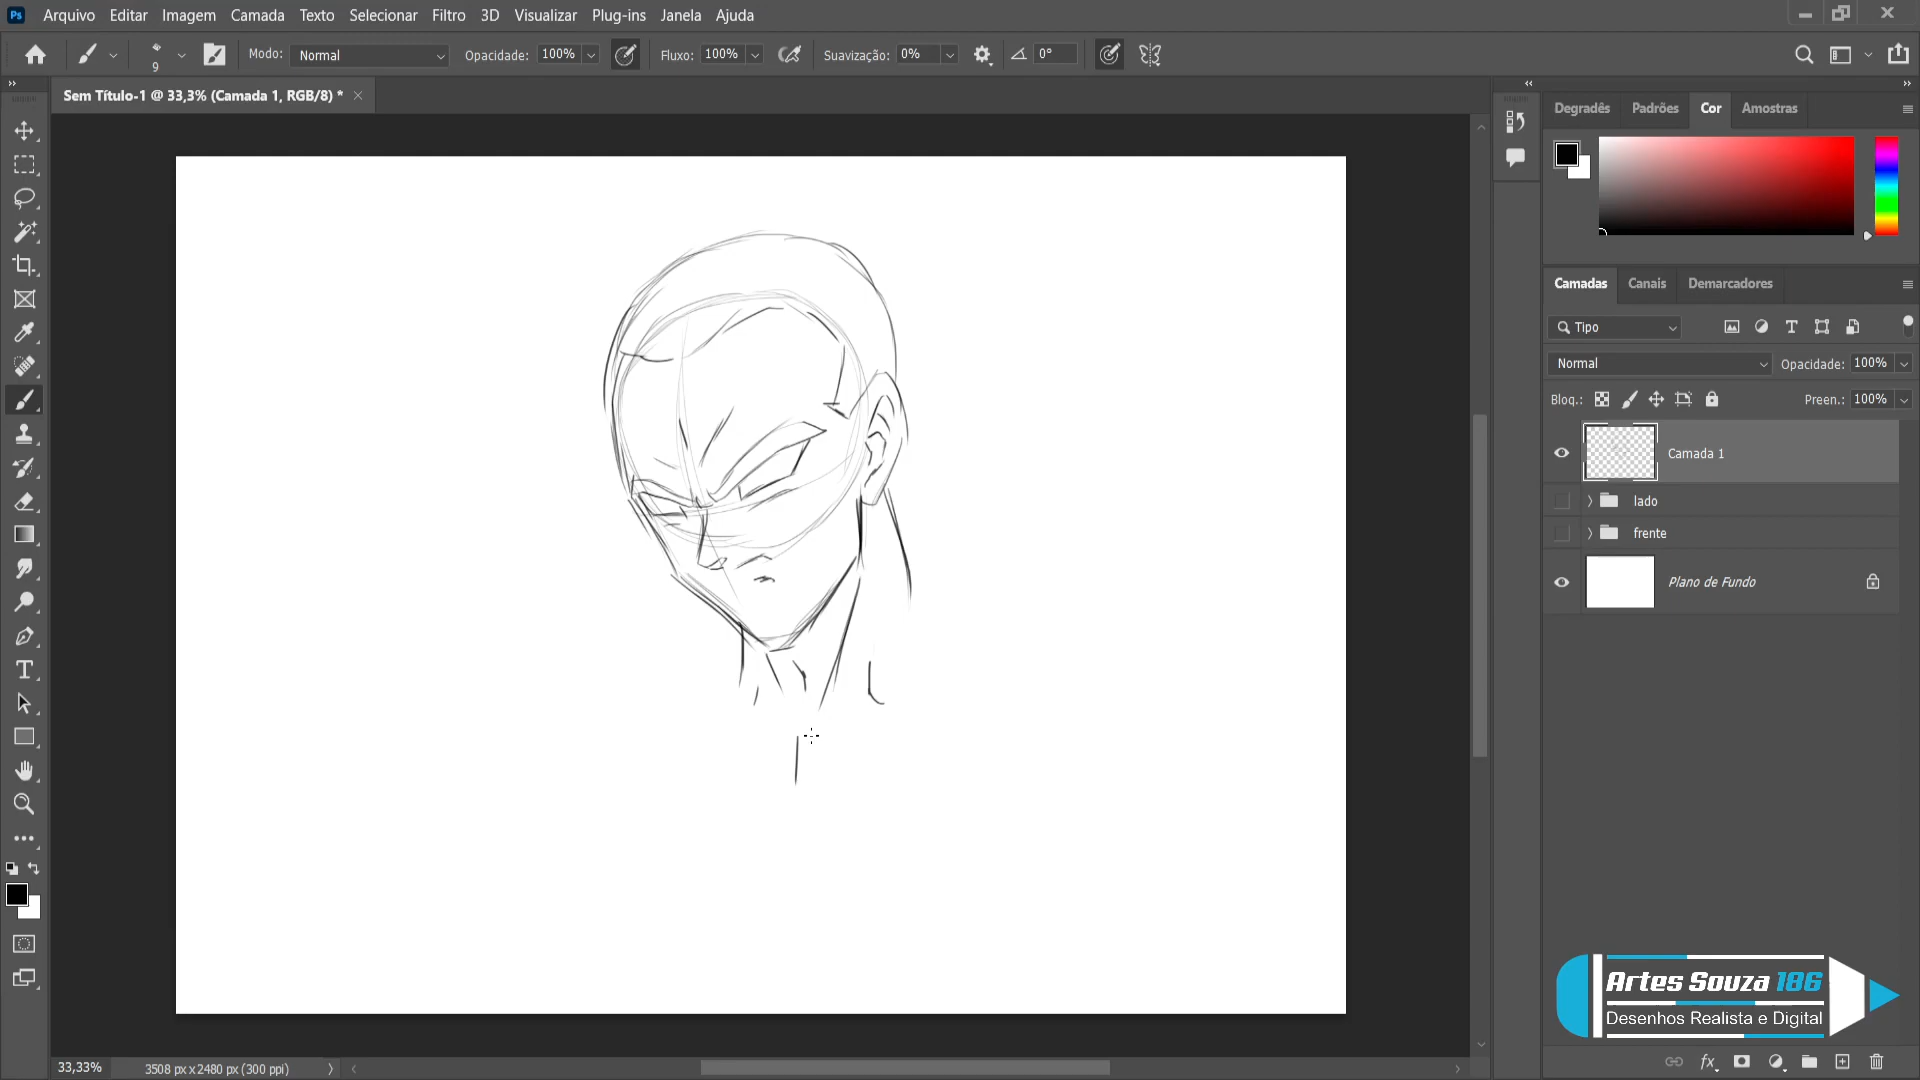 Ps Arquivo Editar Imagem Camada Texto Selecionar Filtro 3D Visualizar Plug-ins Janela Ajuda
9 Modo: Normal Opacidade: 100% Fluxo: 100% Suavização: 0% 0°
Sem Título-1 @ 33,3% (Camada 1, RGB/8) *
Degradês Padrões Cor Amostras
Camadas Canais Demarcadores
Tipo
Normal Opacidade: 100%
Bloq.: Preen.: 100%
Camada 1
lado
frente
Plano de Fundo
Artes Souza 186
Desenhos Realista e Digital
33,33% 3508 px x 2480 px (300 ppi)
fx